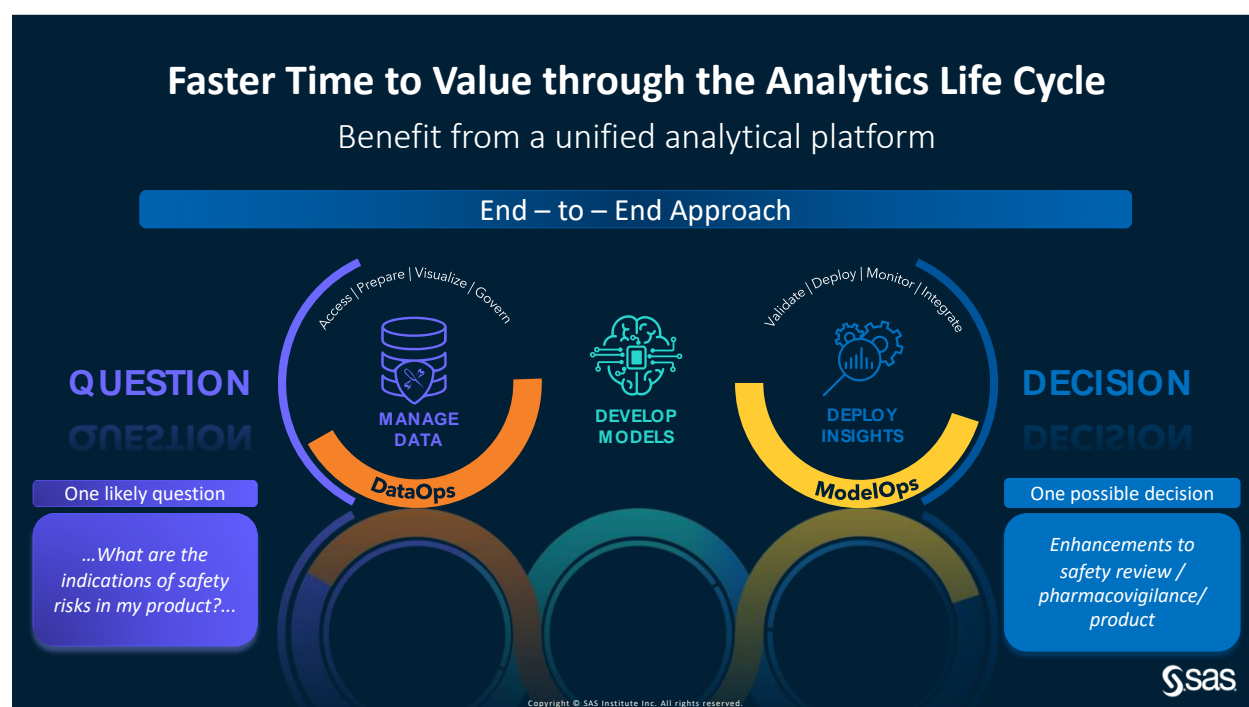 Faster Time to Value through the Analytics Life Cycle
Benefit from a unified analytical platform
End – to – End Approach
Access | Prepare | Visualize | Govern
Validate | Deploy | Monitor | Integrate
QUESTION
MANAGE
DATA
DataOps
DEVELOP
MODELS
DEPLOY
INSIGHTS
ModelOps
DECISION
One likely question
...What are the
indications of safety
risks in my product?...
One possible decision
Enhancements to
safety review /
pharmacovigilance/
product
sas
Copyright © SAS Institute Inc. All rights reserved.